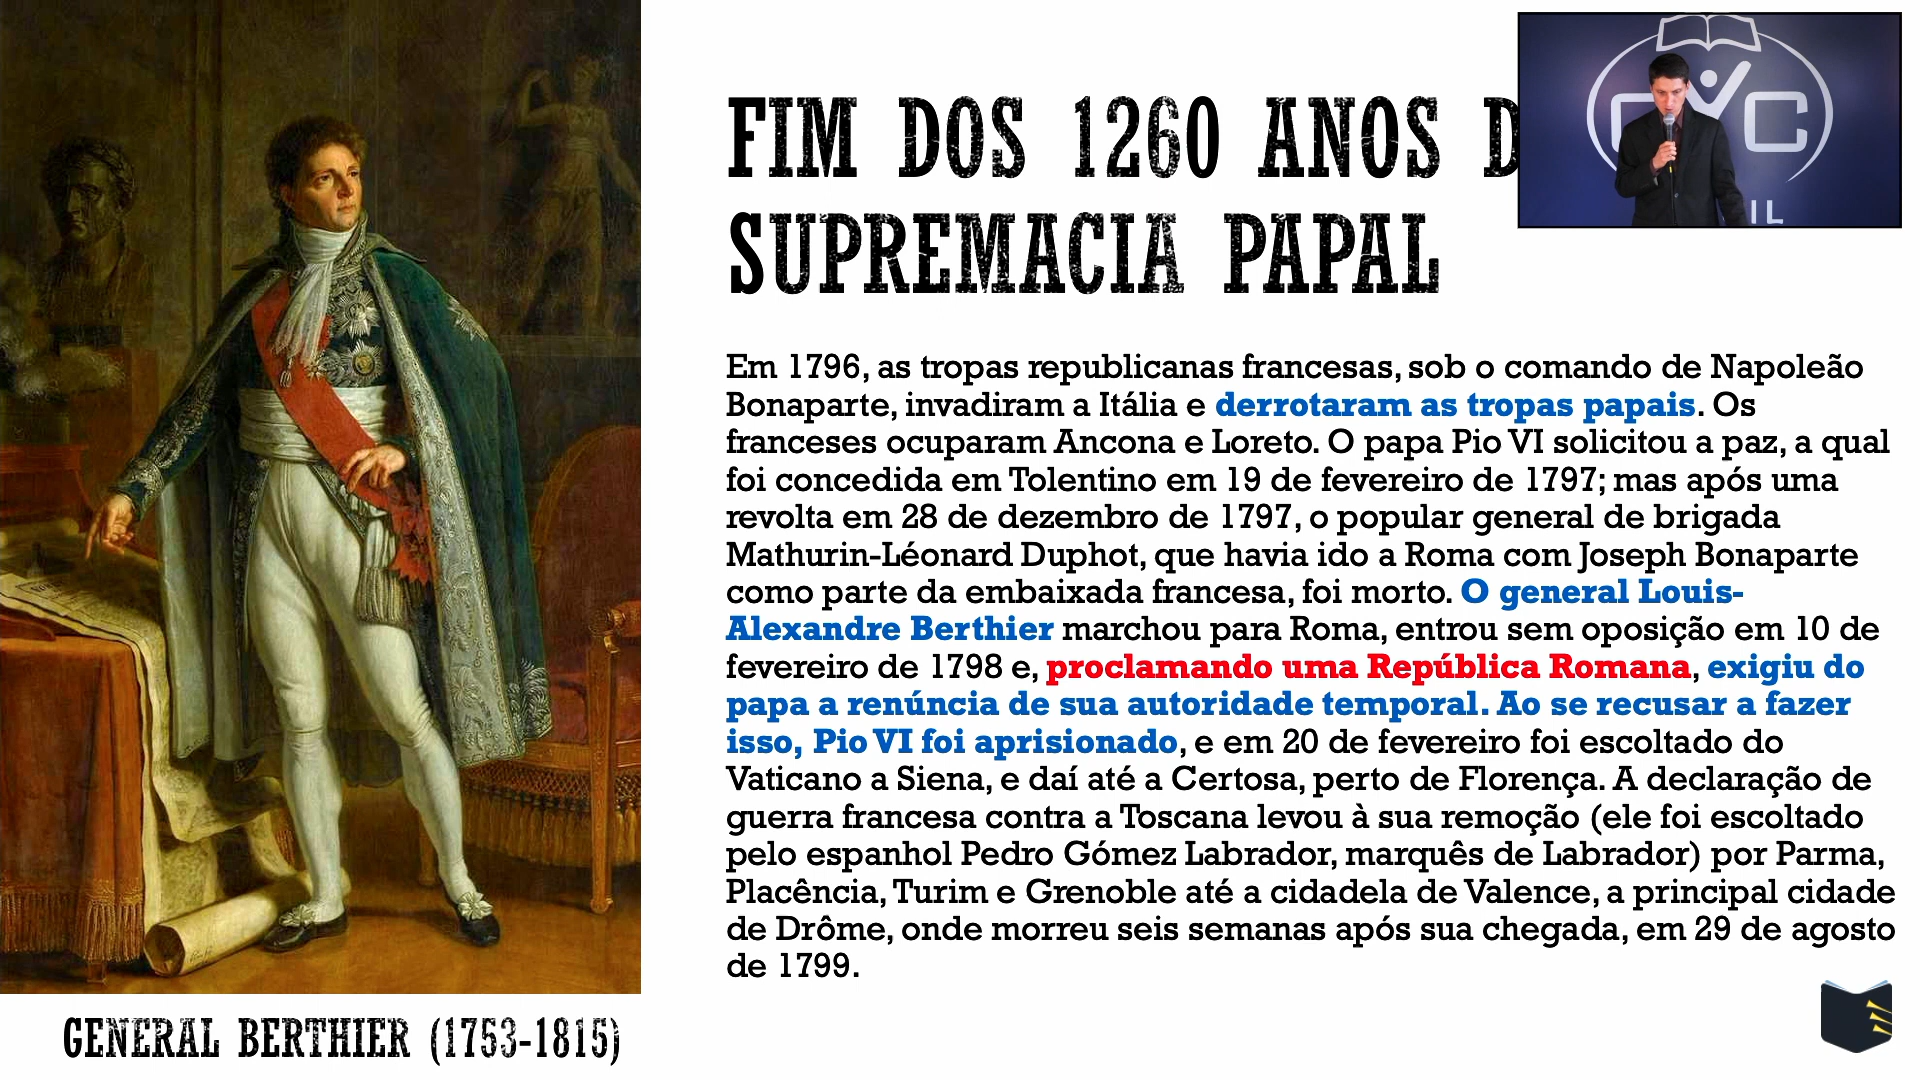 FIM DOS 1260 ANOS D
SUPREMACIA PAPAL
Em 1796, as tropas republicanas francesas, sob o comando de Napoleão
Bonaparte, invadiram a Itália e derrotaram as tropas papais. Os
franceses ocuparam Ancona e Loreto. O papa Pio VI solicitou a paz, a qual
foi concedida em Tolentino em 19 de fevereiro de 1797; mas após uma
revolta em 28 de dezembro de 1797, o popular general de brigada
Mathurin-Léonard Duphot, que havia ido a Roma com Joseph Bonaparte
como parte da embaixada francesa, foi morto. O general Louis-
Alexandre Berthier marchou para Roma, entrou sem oposição em 10 de
fevereiro de 1798 e, proclamando uma República Romana, exigiu do
papa a renúncia de sua autoridade temporal. Ao se recusar a fazer
isso, Pio VI foi aprisionado, e em 20 de fevereiro foi escoltado do
Vaticano a Siena, e daí até a Certosa, perto de Florença. A declaração de
guerra francesa contra a Toscana levou à sua remoção (ele foi escoltado
pelo espanhol Pedro Gómez Labrador, marquês de Labrador) por Parma,
Placência, Turim e Grenoble até a cidadela de Valence, a principal cidade
de Drôme, onde morreu seis semanas após sua chegada, em 29 de agosto
de 1799.
GENERAL BERTHIER (1753-1815)